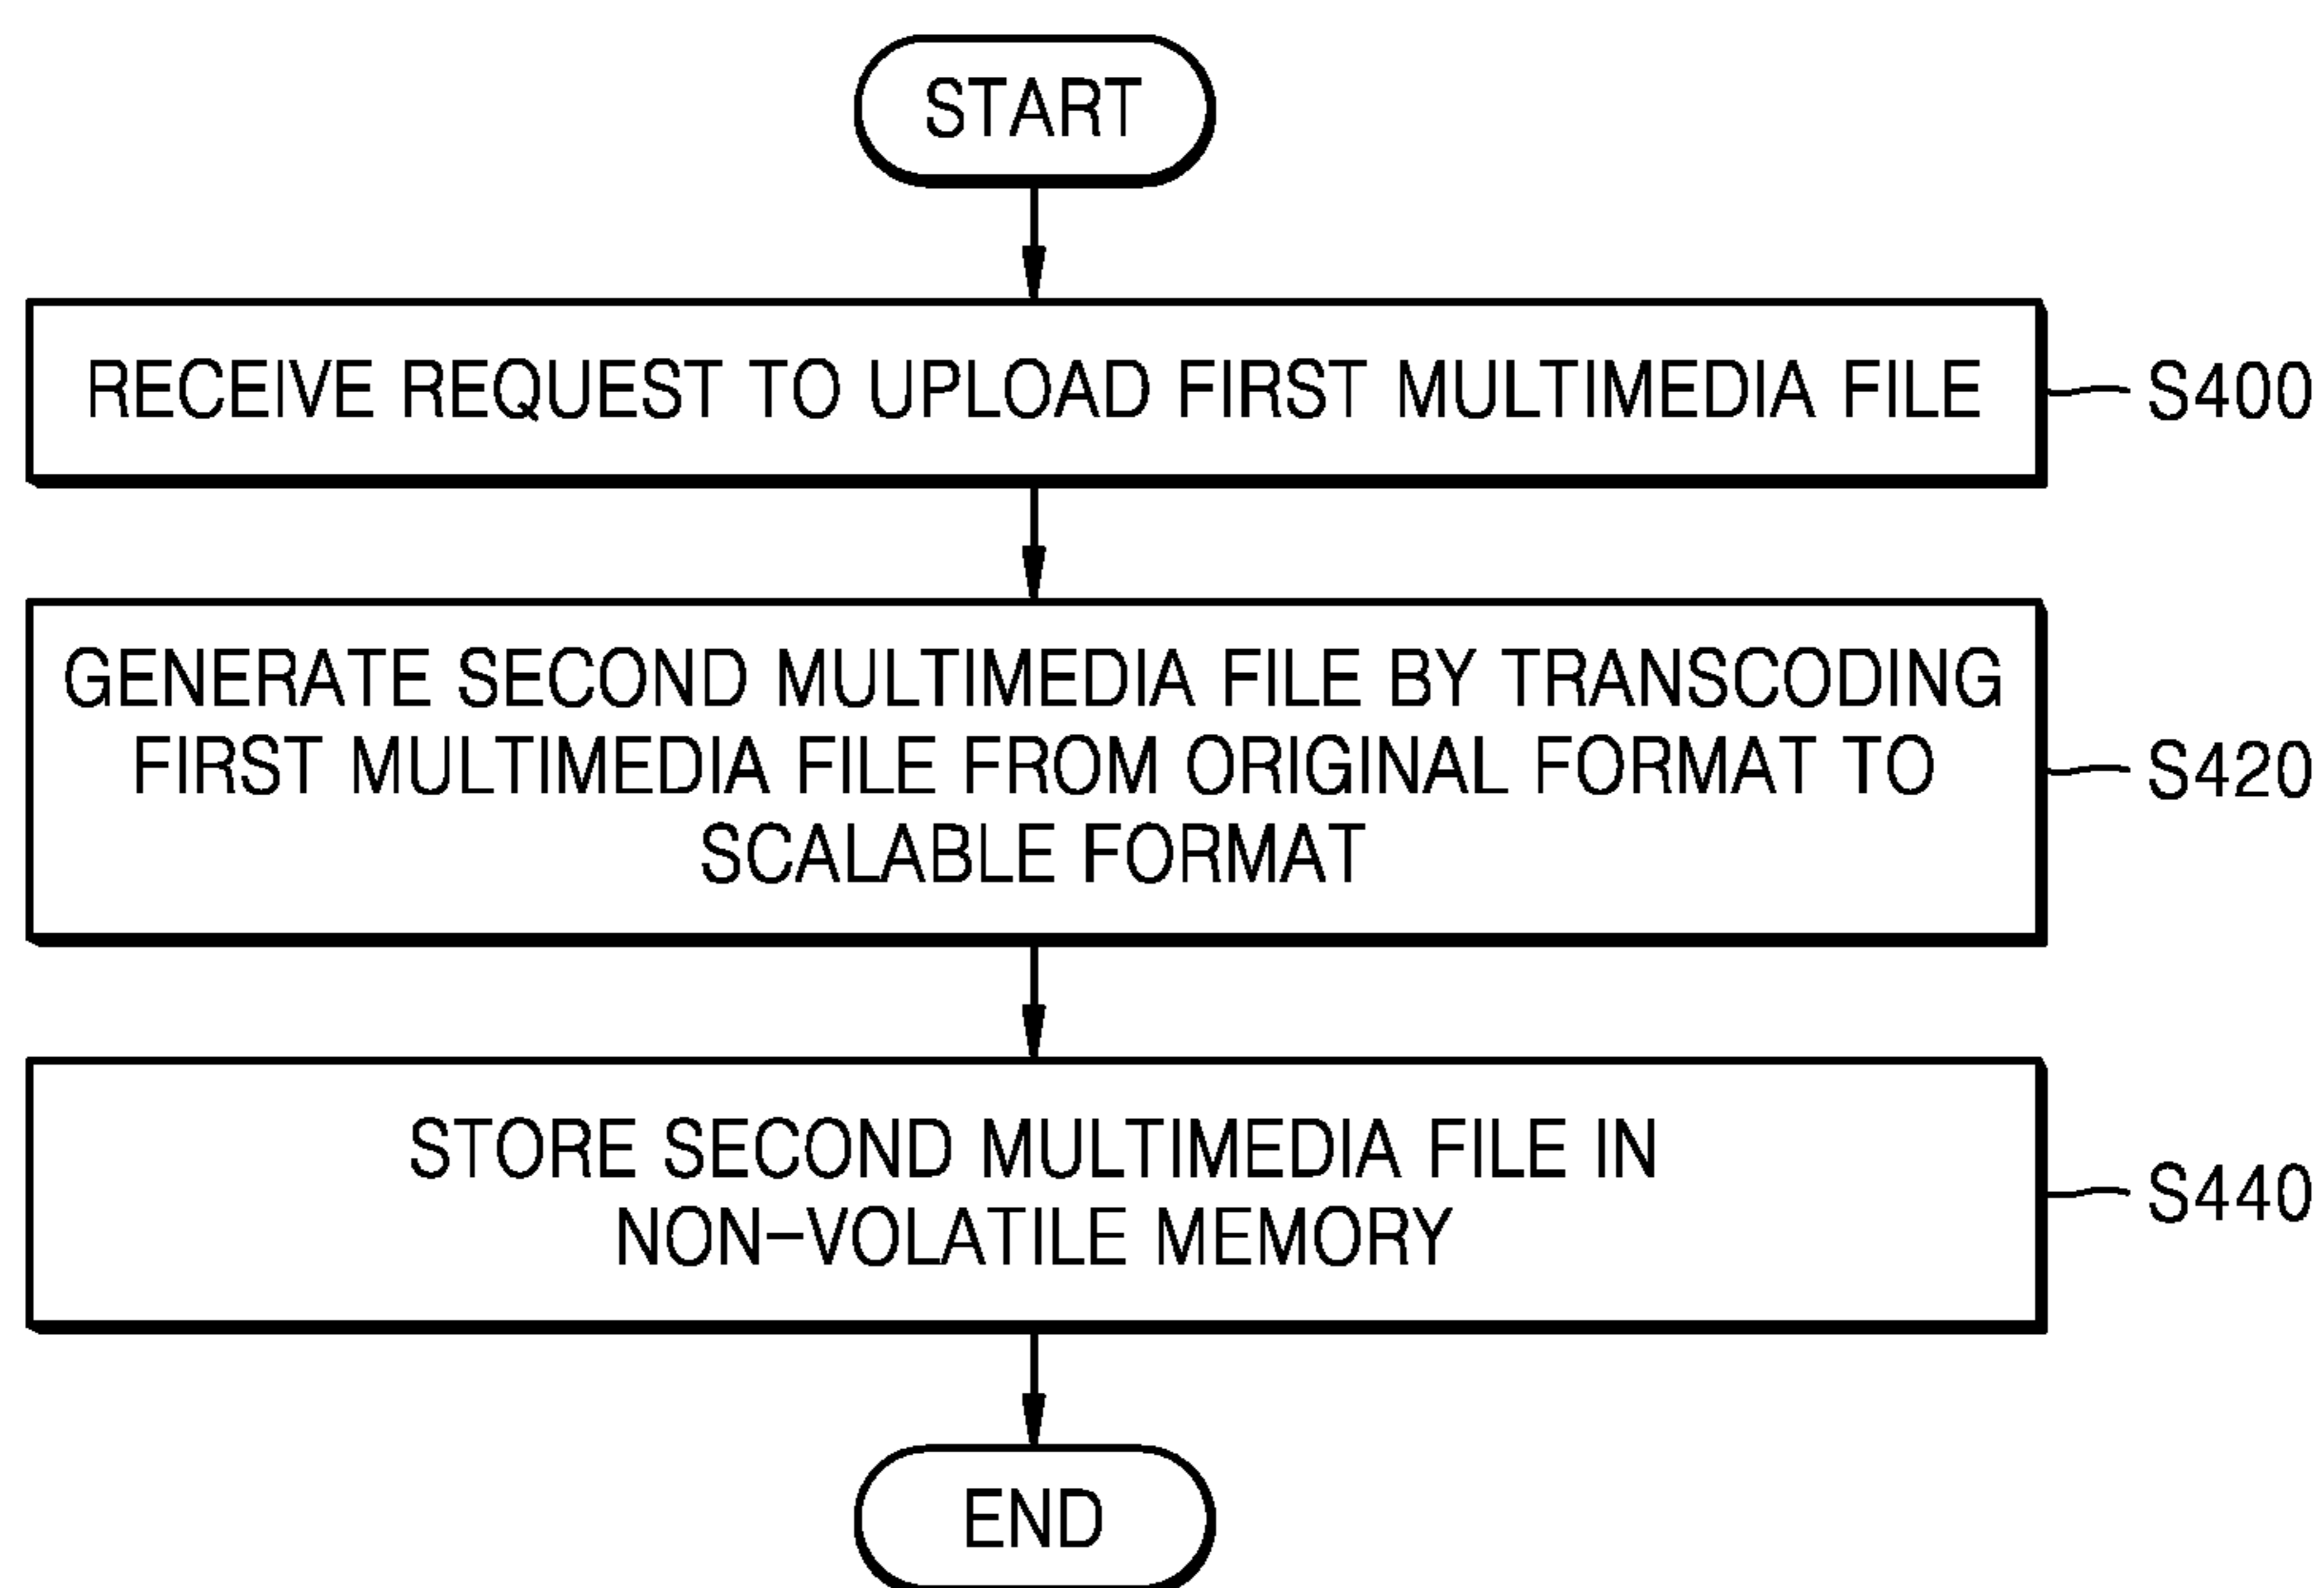 START
RECEIVE REQUEST TO UPLOAD FIRST MULTIMEDIA FILE
S400
GENERATE SECOND MULTIMEDIA FILE BY TRANSCODING
FIRST MULTIMEDIA FILE FROM ORIGINAL FORMAT TO
SCALABLE FORMAT
S420
STORE SECOND MULTIMEDIA FILE IN
NON-VOLATILE MEMORY
S440
END